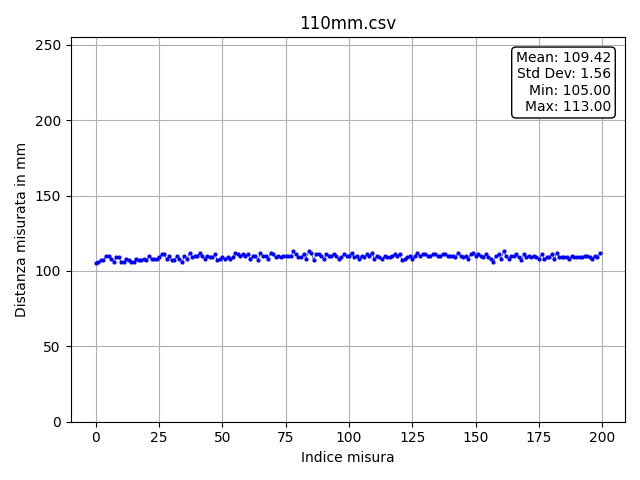 110mm.csv
Mean: 109.42
Std Dev: 1.56
Min: 105.00
Max: 113.00
Distanza misurata in mm
250
200
150
100
50
0
0 25 50 75 100 125 150 175 200
Indice misura